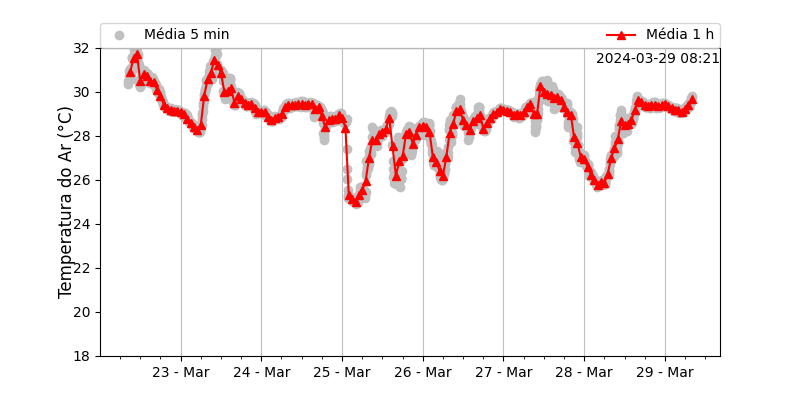 Média 5 min
Média 1 h
2024-03-29 08:21
Temperatura do Ar (°C)
32
30
28
26
24
22
20
18
23 - Mar
24 - Mar
25 - Mar
26 - Mar
27 - Mar
28 - Mar
29 - Mar